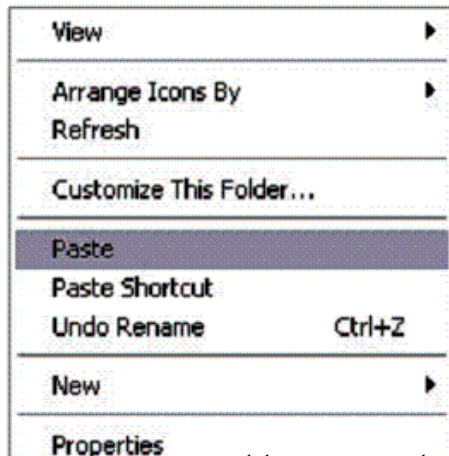 View
Arrange Icons By
Refresh
Customize This Folder...
Paste
Paste Shortcut
Undo Rename Ctrl+Z
New
Properties